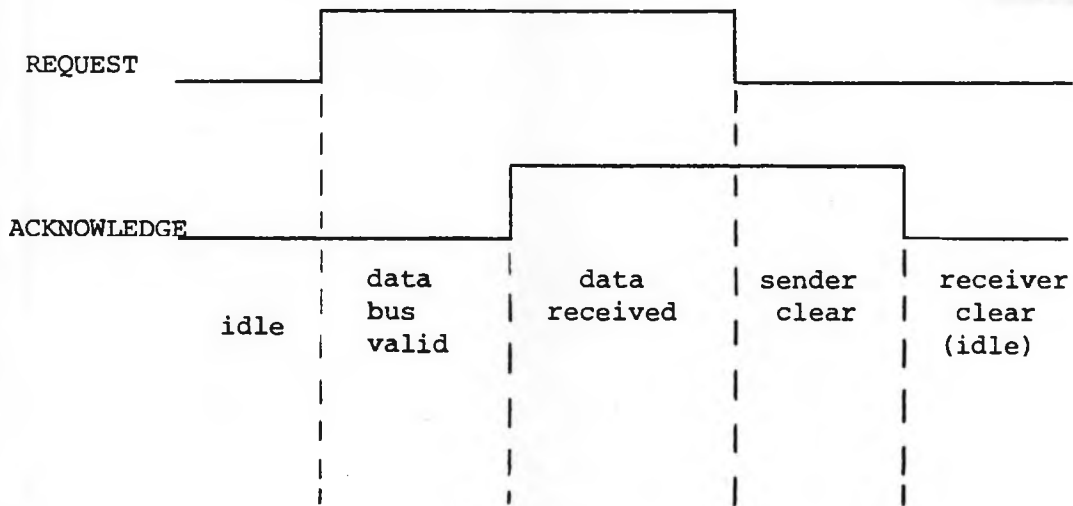 REQUEST
ACKNOWLEDGE
idle
data
bus
valid
data
received
sender
clear
receiver
clear
(idle)